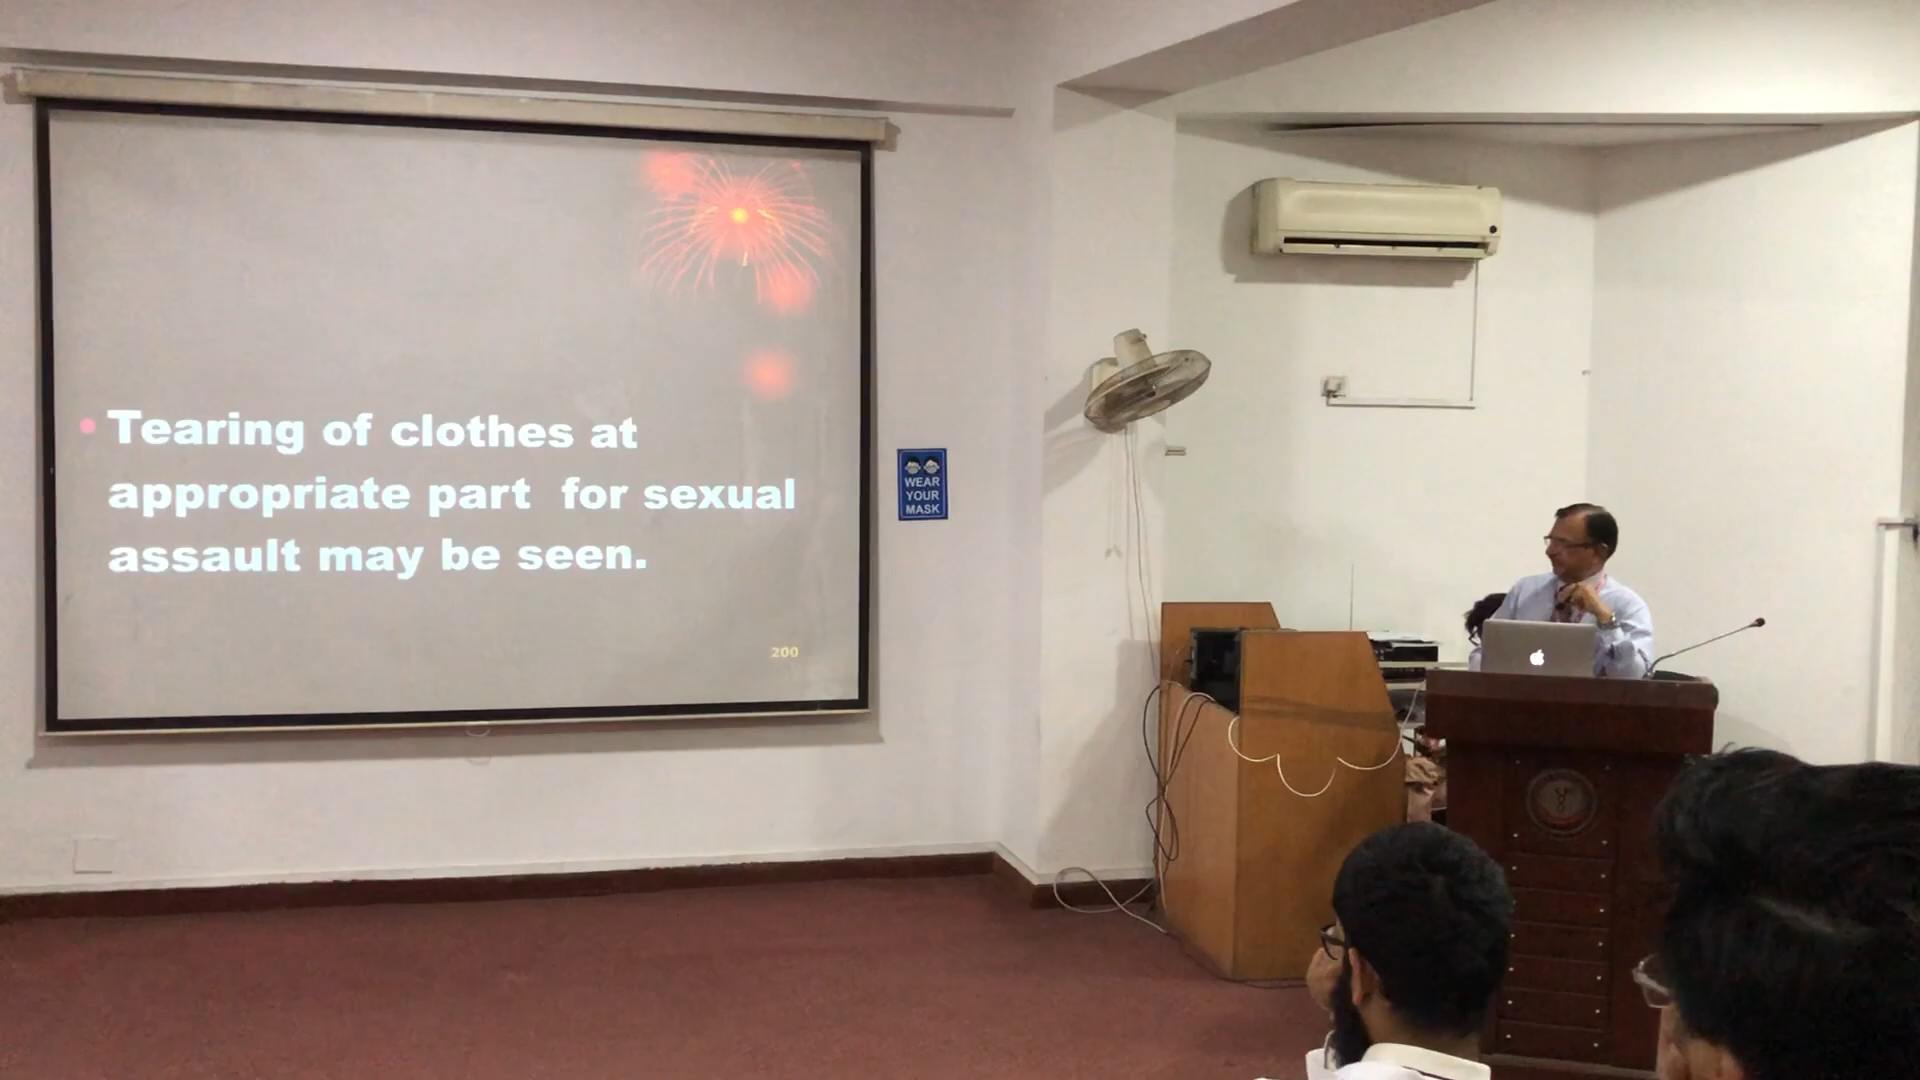 Tearing of clothes at
appropriate part for sexual
assault may be seen.
200
WEAR
YOUR
MASK